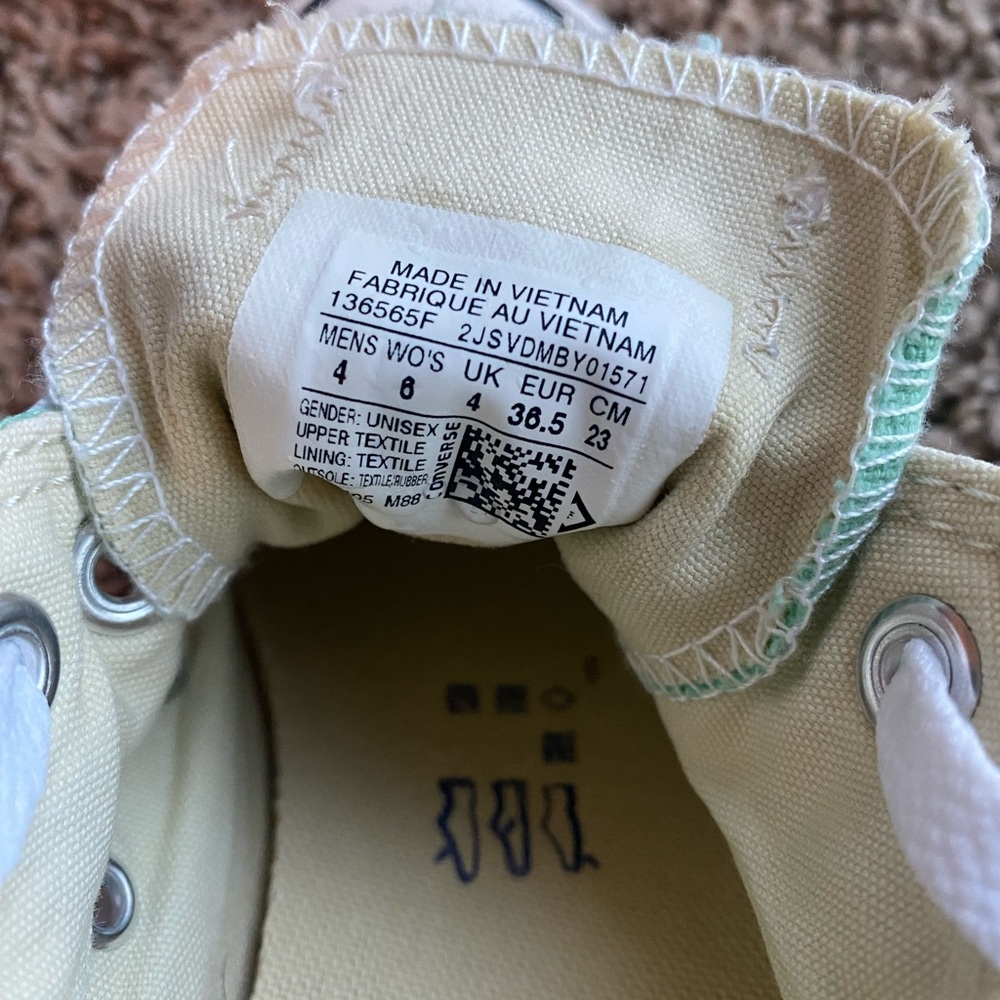 MADE IN VIETNAM
FABRIQUE AU VIETNAM
136565F 2JSVDMBY01571
MENS WO'S UK EUR CM
4 6 4 36.5 23
GENDER: UNISEX
UPPER TEXTILE
LINING: TEXTILE
OUTSOLE: TEXTILE/RUBBER
M88
CONVERSE